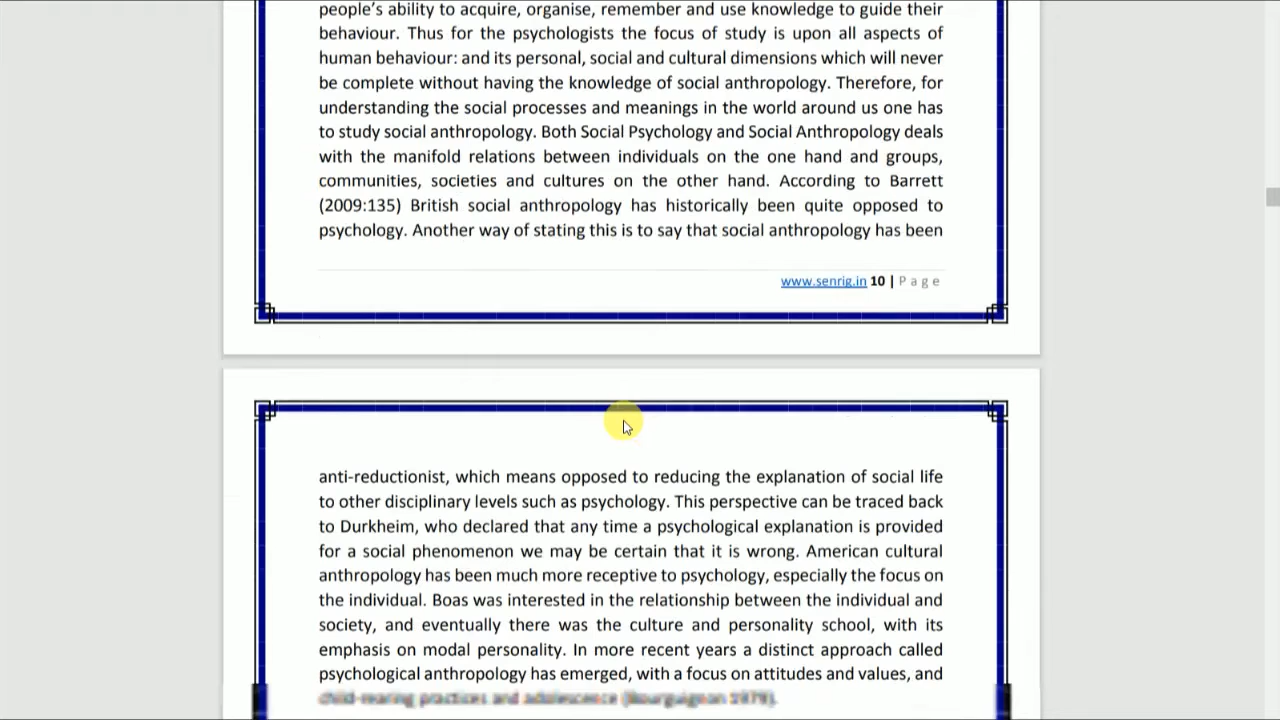 people's ability to acquire, organise, remember and use knowledge to guide their
behaviour. Thus for the psychologists the focus of study is upon all aspects of
human behaviour: and its personal, social and cultural dimensions which will never
be complete without having the knowledge of social anthropology. Therefore, for
understanding the social processes and meanings in the world around us one has
to study social anthropology. Both Social Psychology and Social Anthropology deals
with the manifold relations between individuals on the one hand and groups,
communities, societies and cultures on the other hand. According to Barrett
(2009:135) British social anthropology has historically been quite opposed to
psychology. Another way of stating this is to say that social anthropology has been
www.senrig.in 10 | P a g e
anti-reductionist, which means opposed to reducing the explanation of social life
to other disciplinary levels such as psychology. This perspective can be traced back
to Durkheim, who declared that any time a psychological explanation is provided
for a social phenomenon we may be certain that it is wrong. American cultural
anthropology has been much more receptive to psychology, especially the focus on
the individual. Boas was interested in the relationship between the individual and
society, and eventually there was the culture and personality school, with its
emphasis on modal personality. In more recent years a distinct approach called
psychological anthropology has emerged, with a focus on attitudes and values, and
child-rearing practices and adolescence (Bourguignon 1979).